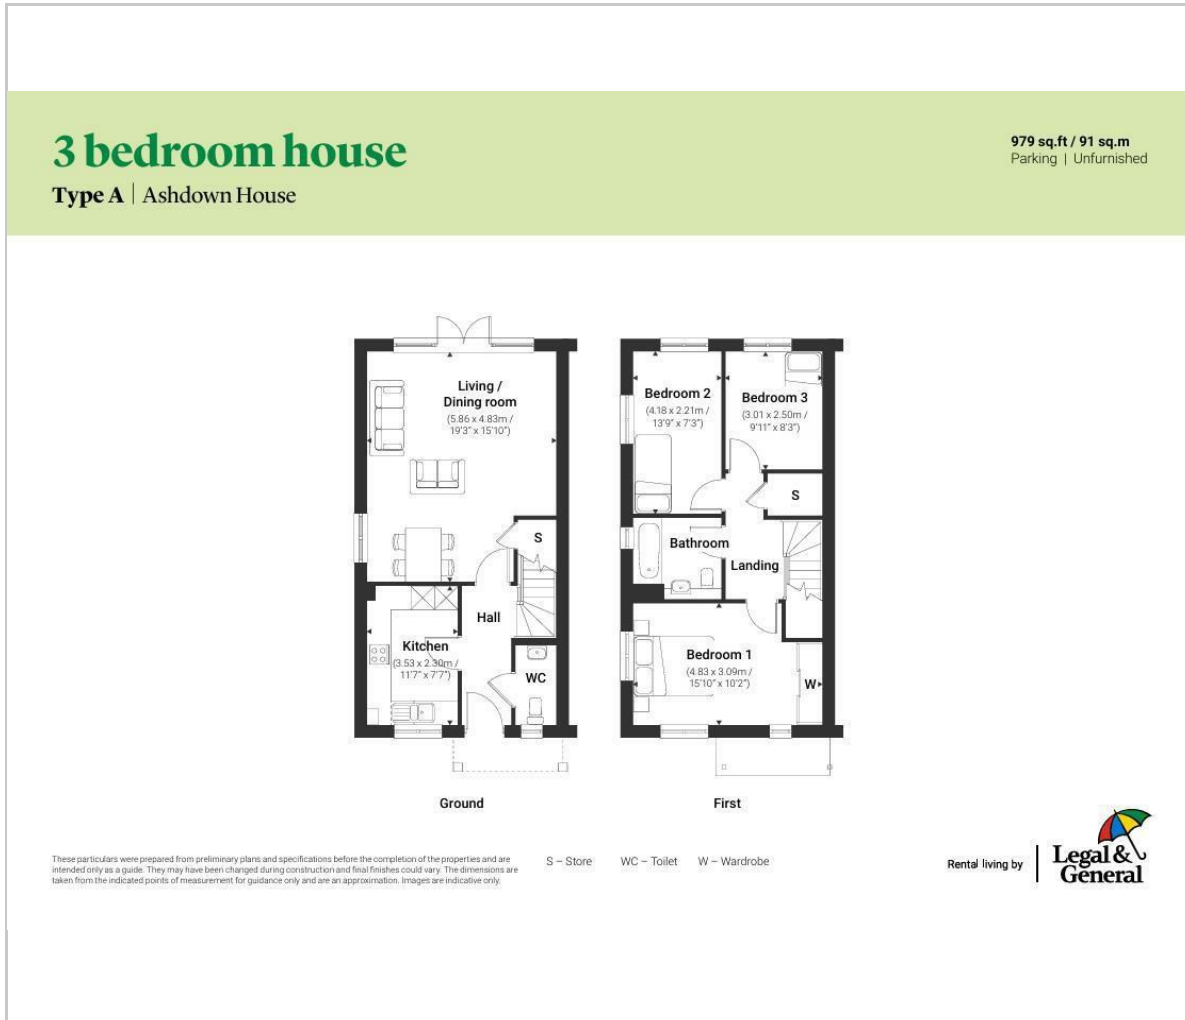 3 bedroom house
Type A | Ashdown House
979 sq.ft / 91 sq.m
Parking | Unfurnished
Living /
Dining room
(5.86 x 4.83m /
19'3" x 15'10")
S
Hall
Kitchen
(3.53 x 2.30m /
11'7" x 7'7")
WC
Ground
Bedroom 2
(4.18 x 2.21m /
13'9" x 7'3")
Bedroom 3
(3.01 x 2.50m /
9'11" x 8'3")
S
Bathroom
Landing
Bedroom 1
(4.83 x 3.09m /
15'10" x 10'2")
W
First
These particulars were prepared from preliminary plans and specifications before the completion of the properties and are
intended only as a guide. They may have been changed during construction and final finishes could vary. The dimensions are
taken from the indicated points of measurement for guidance only and are an approximation. Images are indicative only.
S – Store WC – Toilet W – Wardrobe
Rental living by
Legal &
General